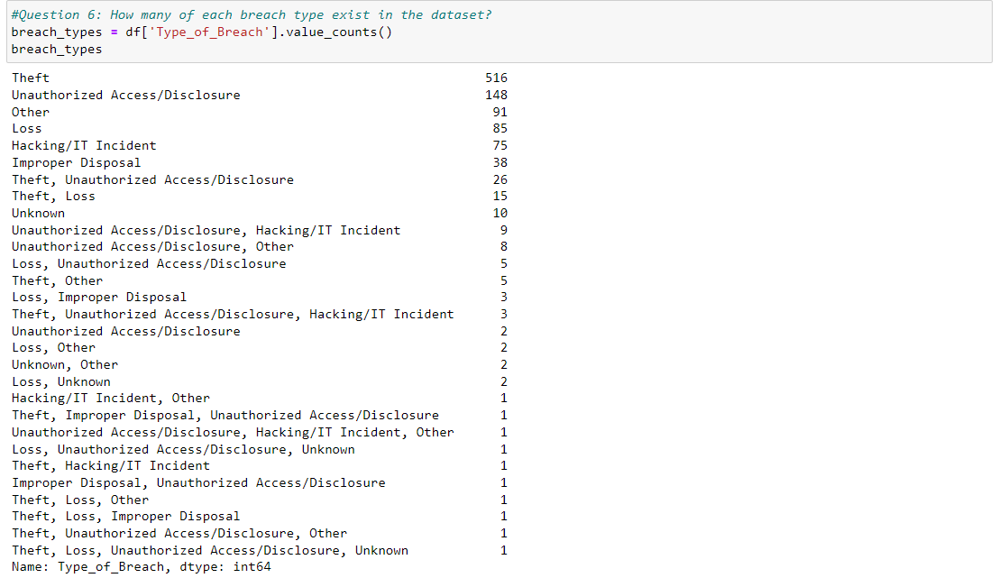 #Question 6: How many of each breach type exist in the dataset?
breach_types = df['Type_of_Breach'].value_counts()
breach_types
Theft 516
Unauthorized Access/Disclosure 148
Other 91
Loss 85
Hacking/IT Incident 75
Improper Disposal 38
Theft, Unauthorized Access/Disclosure 26
Theft, Loss 15
Unknown 10
Unauthorized Access/Disclosure, Hacking/IT Incident 9
Unauthorized Access/Disclosure, Other 8
Loss, Unauthorized Access/Disclosure 5
Theft, Other 5
Loss, Improper Disposal 3
Theft, Unauthorized Access/Disclosure, Hacking/IT Incident 3
Unauthorized Access/Disclosure 2
Loss, Other 2
Unknown, Other 2
Loss, Unknown 2
Hacking/IT Incident, Other 1
Theft, Improper Disposal, Unauthorized Access/Disclosure 1
Unauthorized Access/Disclosure, Hacking/IT Incident, Other 1
Loss, Unauthorized Access/Disclosure, Unknown 1
Theft, Hacking/IT Incident 1
Improper Disposal, Unauthorized Access/Disclosure 1
Theft, Loss, Other 1
Theft, Loss, Improper Disposal 1
Theft, Unauthorized Access/Disclosure, Other 1
Theft, Loss, Unauthorized Access/Disclosure, Unknown 1
Name: Type_of_Breach, dtype: int64